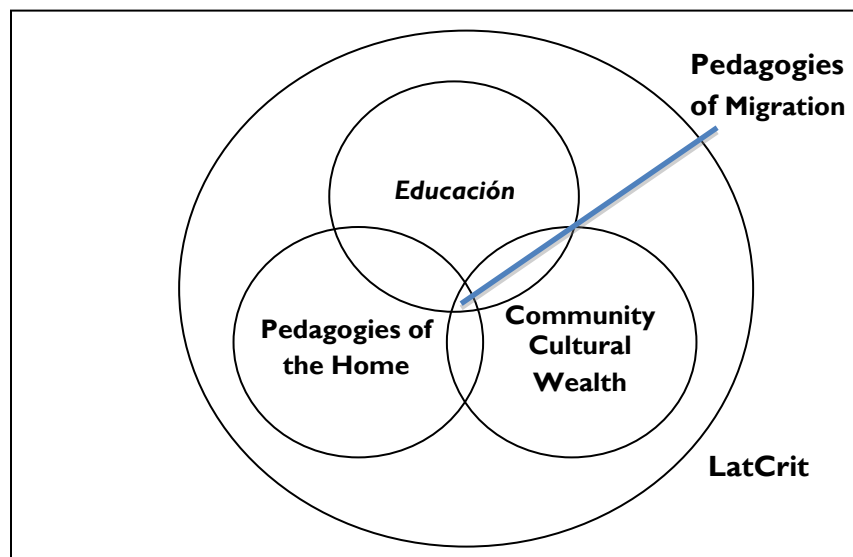 Pedagogies
of Migration
Educación
Pedagogies of
the Home
Community
Cultural
Wealth
LatCrit